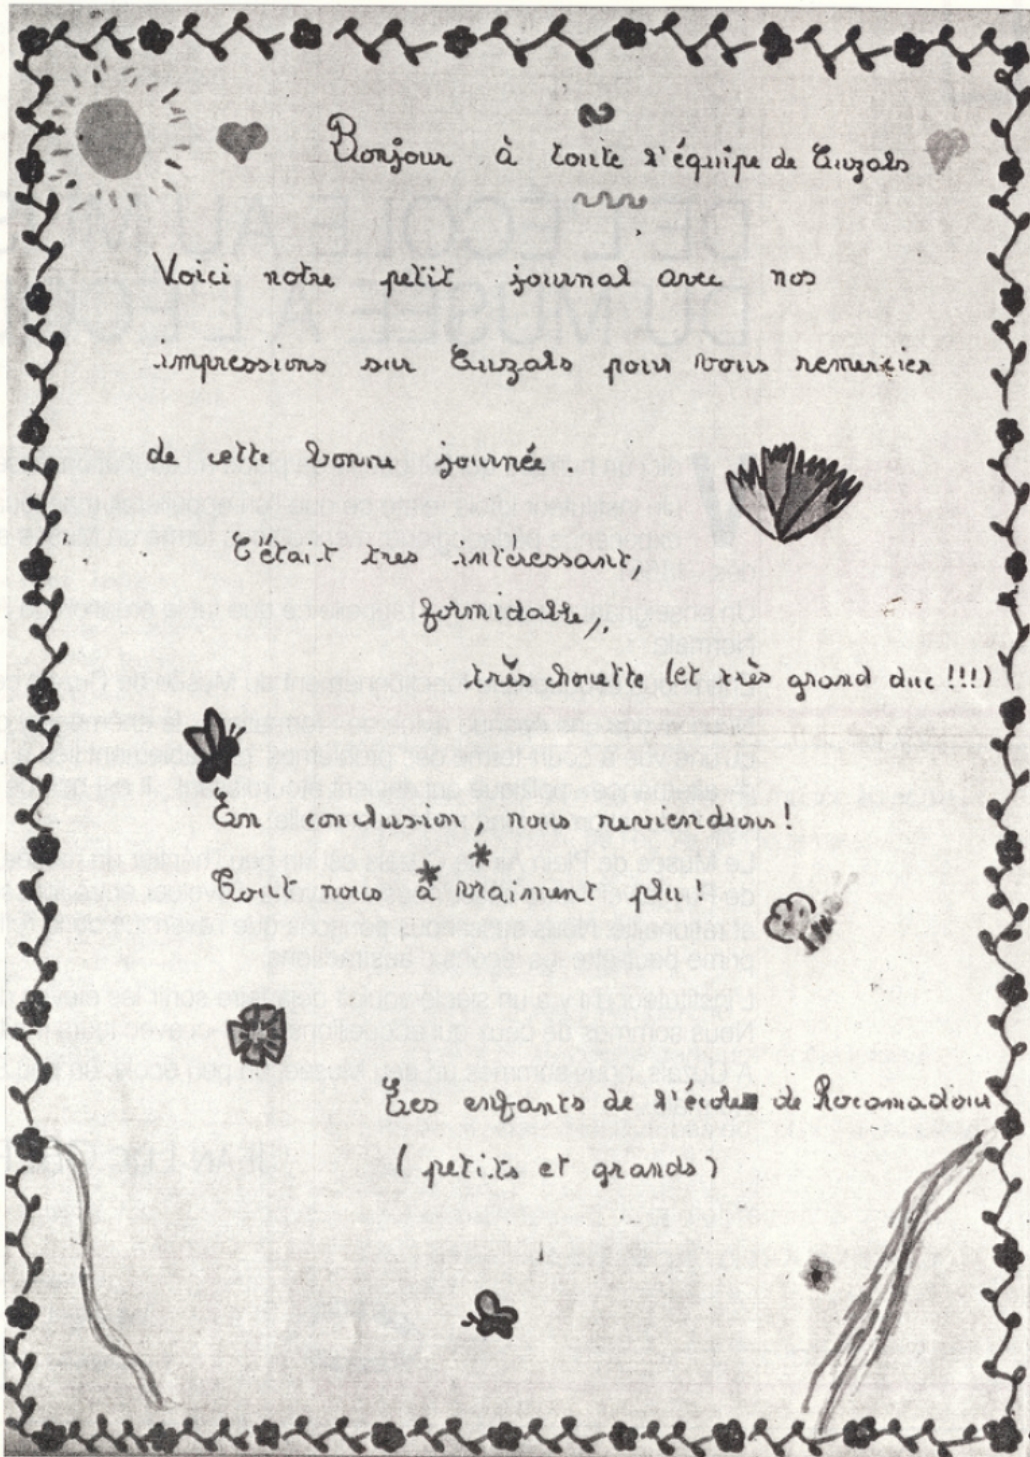 Bonjour à toute l'équipe de Cuzals
Voici notre petit journal avec nos
impressions sur Cuzals pour vous remercier
de cette bonne journée.
C'était tres intéressant,
formidable,
très chouette (et très grand duc !!!)
En conclusion, nous reviendrons !
Tout nous à vraiment plu !
Les enfants de l'école de Rocamadour
(petits et grands)